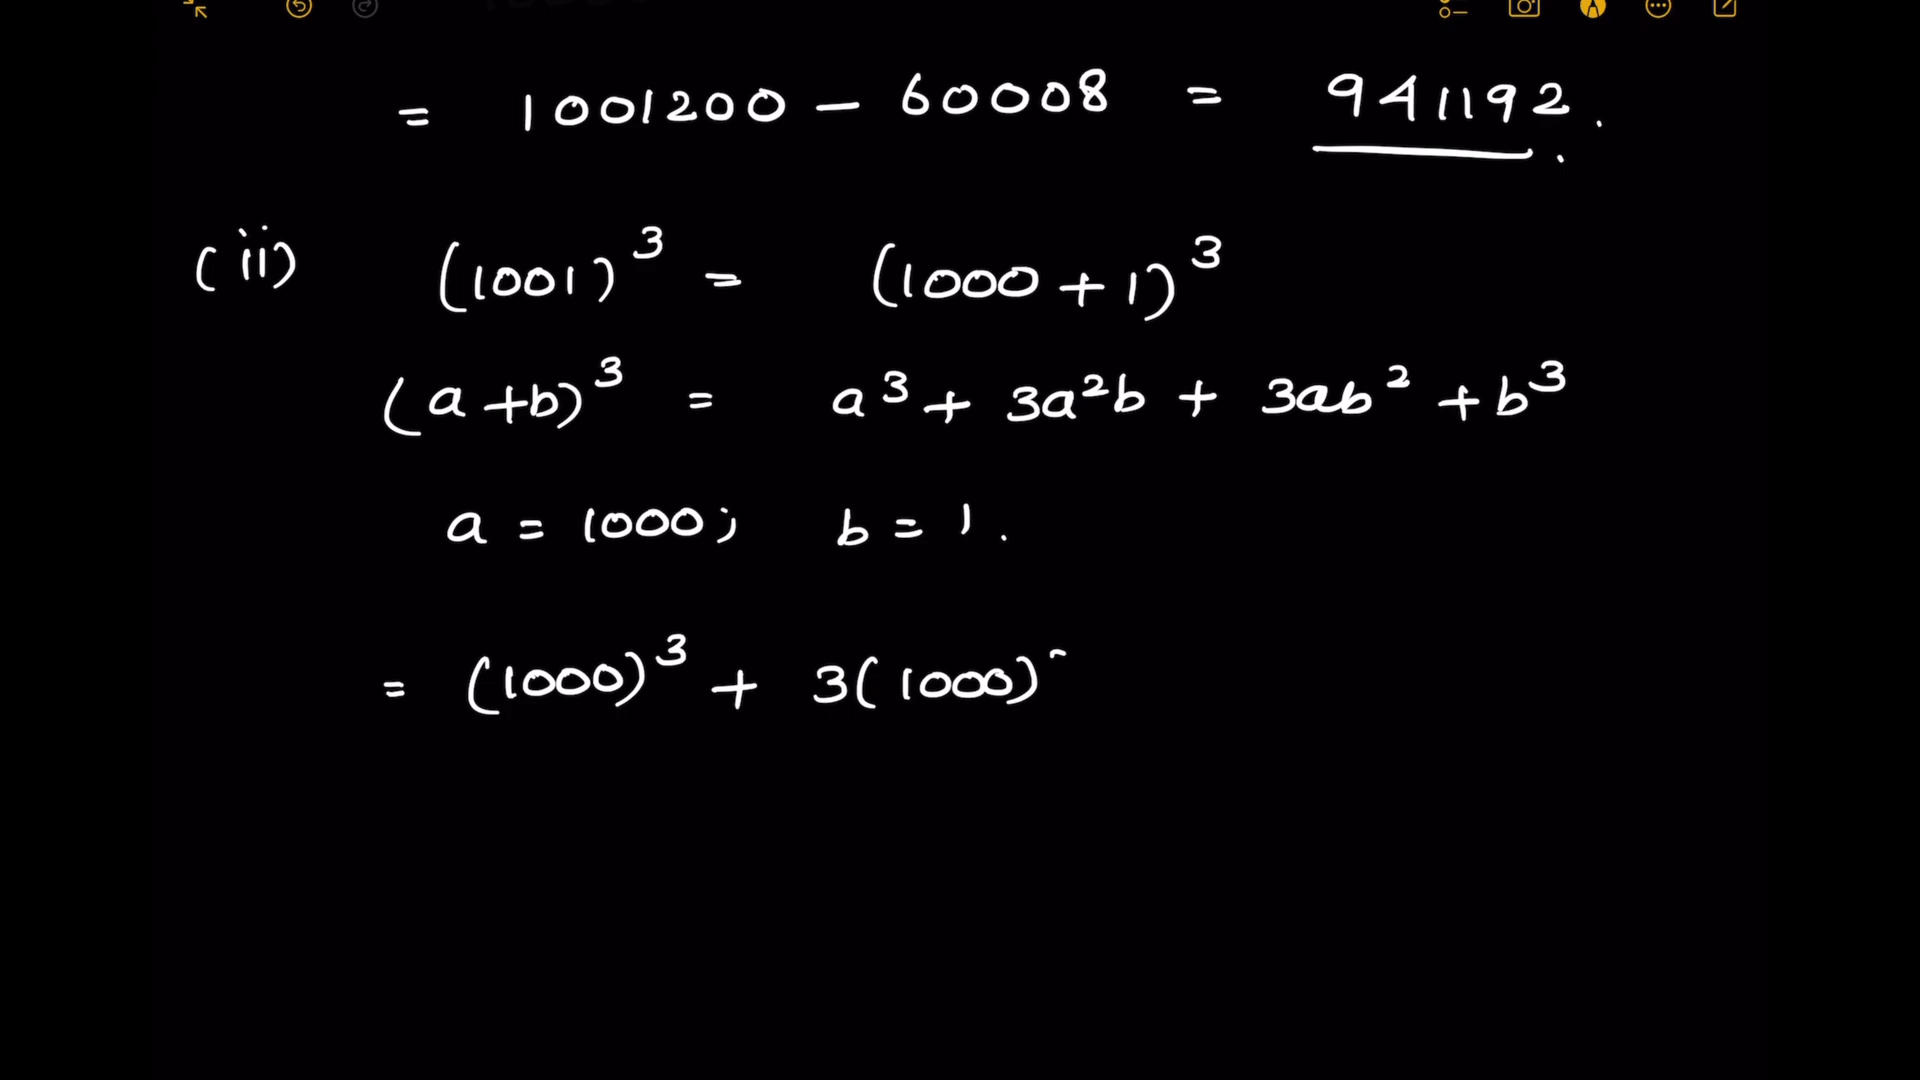 = 1001200 - 60008 = 941192.
(ii) (1001)³ = (1000 + 1)³
(a+b)³ = a³ + 3a²b + 3ab² + b³
a = 1000; b = 1.
= (1000)³ + 3(1000)